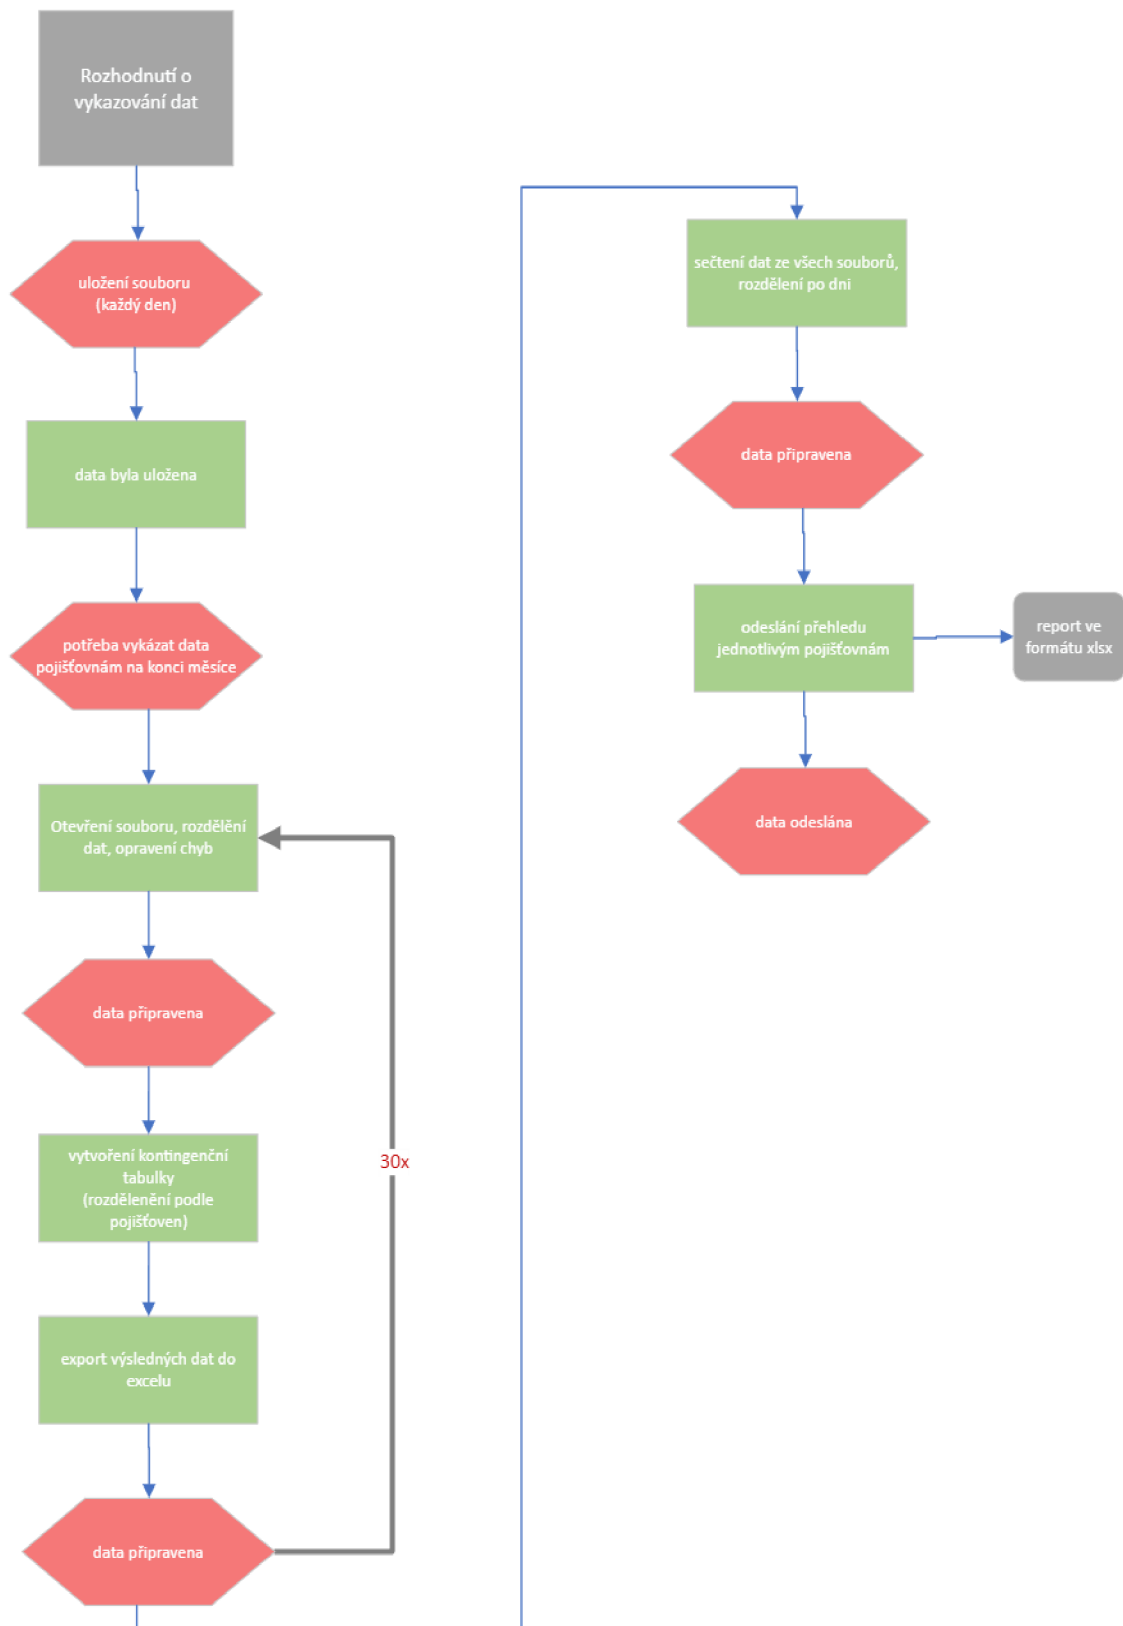 Rozhodnutí o
vykazování dat
uložení souboru
(každý den)
data byla uložena
potřeba vykázat data
pojišťovnám na konci měsíce
Otevření souboru, rozdělění
dat, opravení chyb
data připravena
vytvoření kontingenční
tabulky
(rozdělenění podle
pojišťoven)
30x
export výsledných dat do
excelu
data připravena
sečtení dat ze všech souborů,
rozdělení po dni
data připravena
odeslání přehledu
jednotlivým pojišťovnám
report ve
formátu xlsx
data odeslána